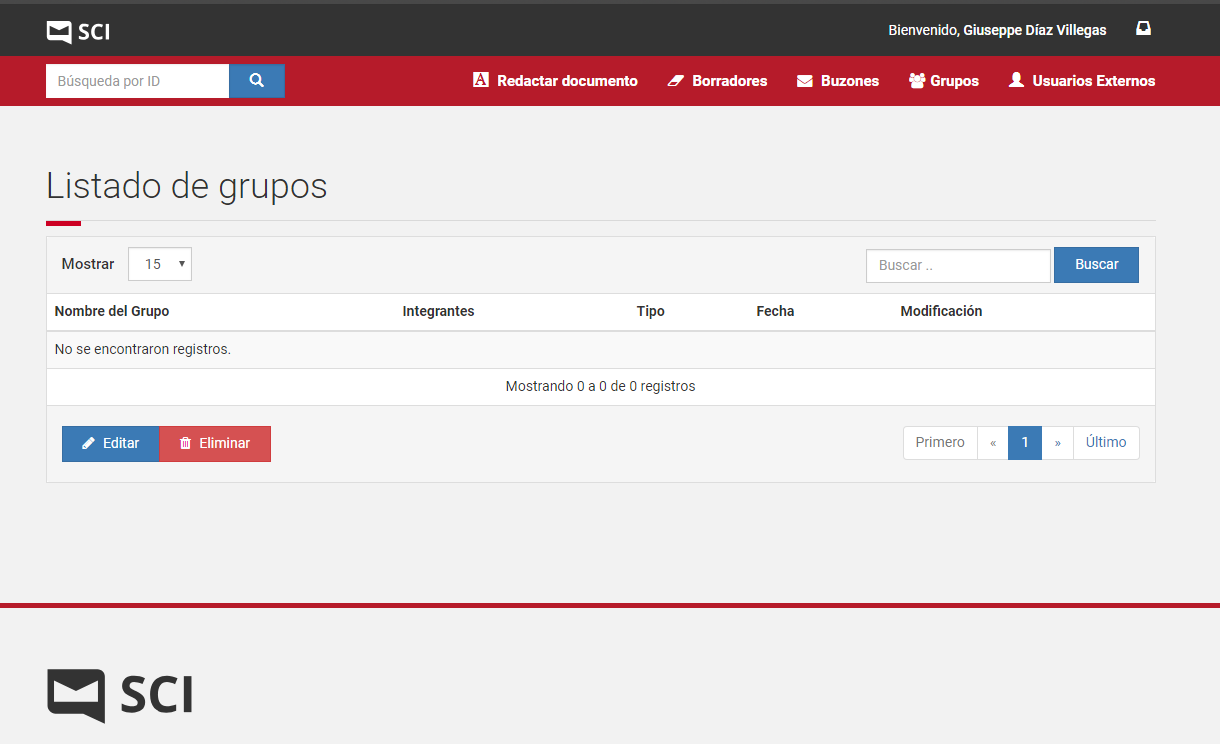 SCI
Bienvenido, Giuseppe Díaz Villegas
Búsqueda por ID
Redactar documento Borradores Buzones Grupos Usuarios Externos
Listado de grupos
Mostrar 15 Buscar .. Buscar
Nombre del Grupo Integrantes Tipo Fecha Modificación
No se encontraron registros.
Mostrando 0 a 0 de 0 registros
Editar Eliminar Primero « 1 » Último
SCI